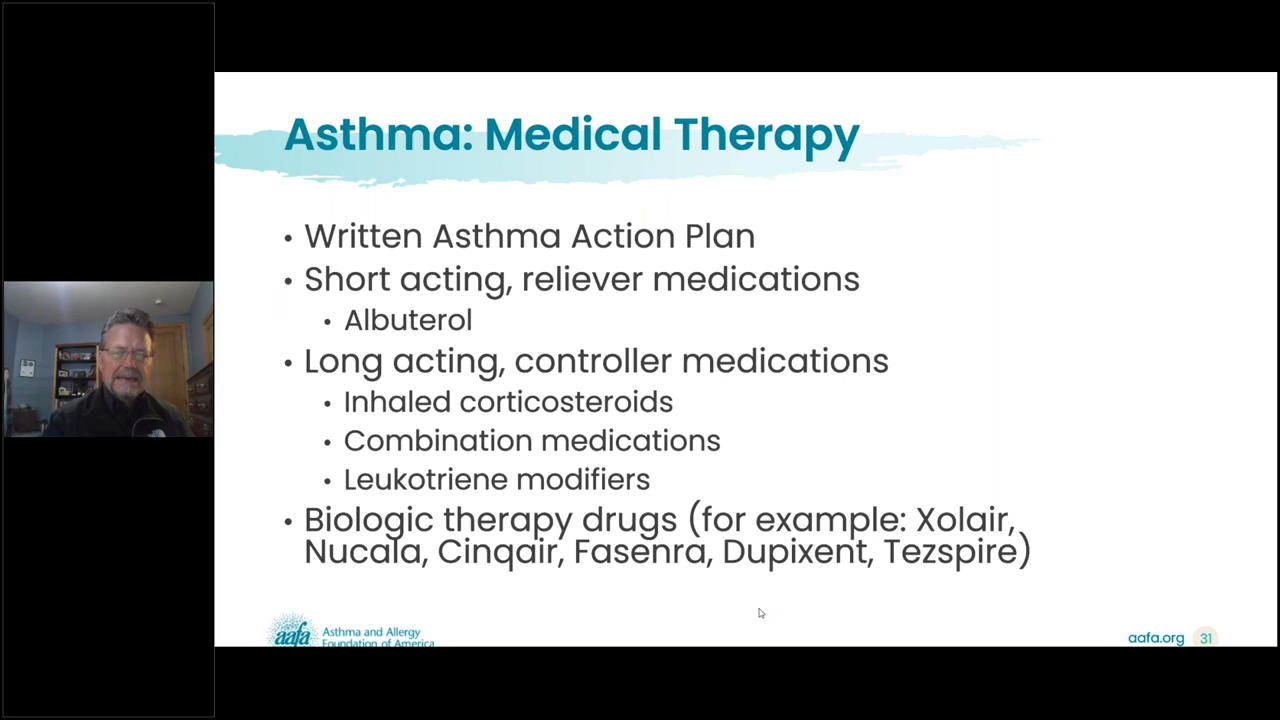 Asthma: Medical Therapy
• Written Asthma Action Plan
• Short acting, reliever medications
• Albuterol
• Long acting, controller medications
• Inhaled corticosteroids
• Combination medications
• Leukotriene modifiers
• Biologic therapy drugs (for example: Xolair,
Nucala, Cinqair, Fasenra, Dupixent, Tezspire)
aafa
Asthma and Allergy
Foundation of America
aafa.org 31